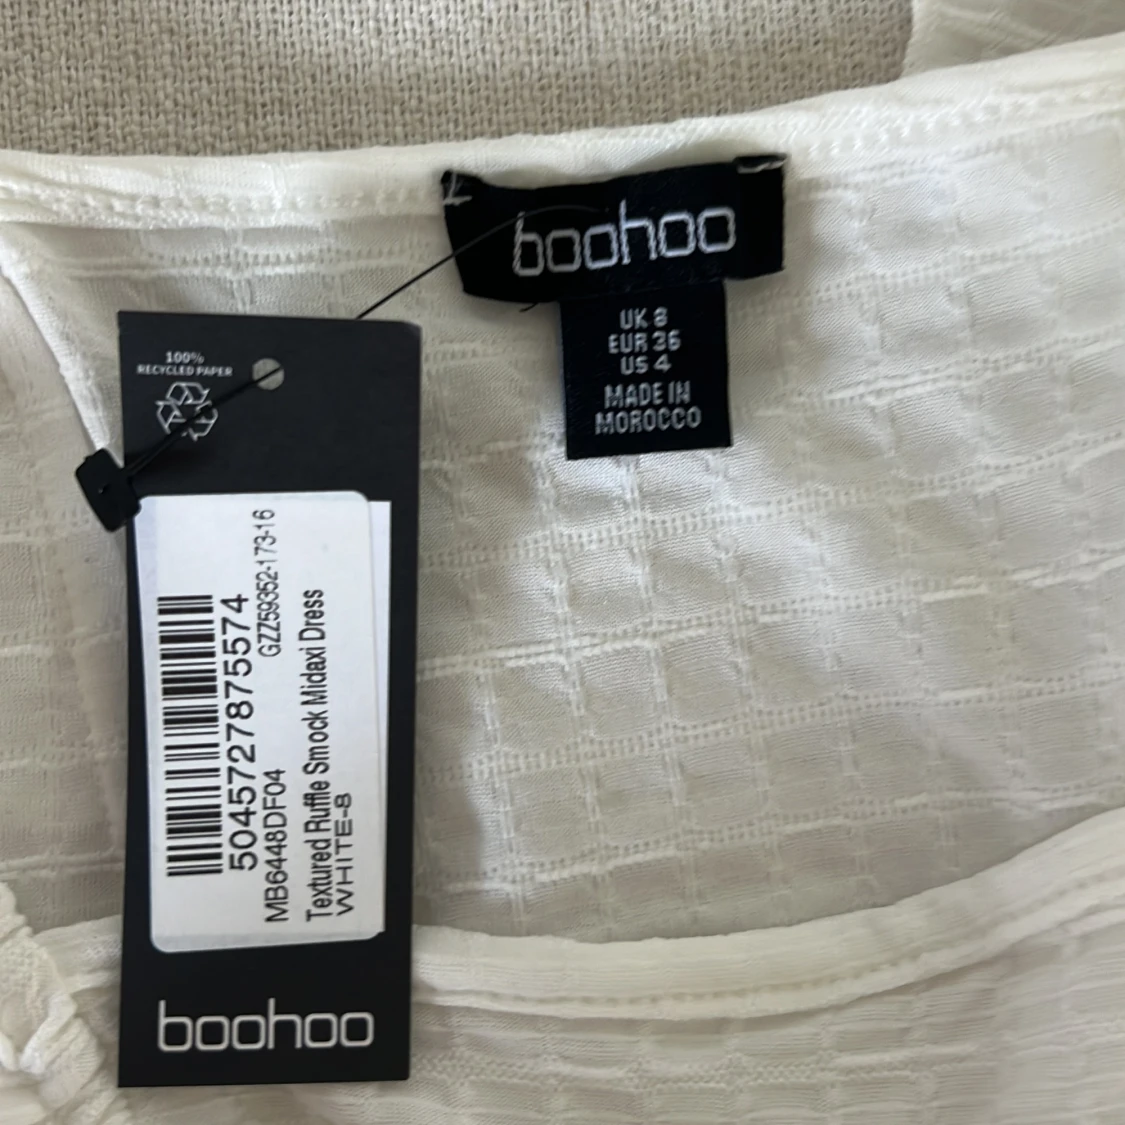 boohoo
UK 8
EUR 36
US 4
MADE IN
MOROCCO
100%
RECYCLED PAPER
5045727875574
MB6448DF04 GZZ59352-173-16
Textured Ruffle Smock Midaxi Dress
WHITE-8
boohoo